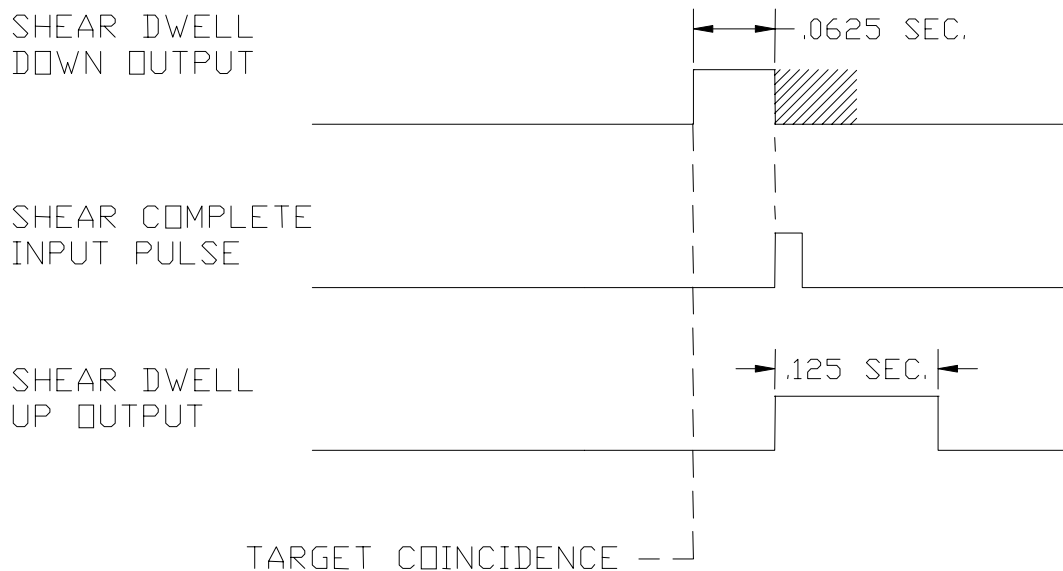 SHEAR DWELL
DOWN OUTPUT
.0625 SEC.
SHEAR COMPLETE
INPUT PULSE
SHEAR DWELL
UP OUTPUT
.125 SEC.
TARGET COINCIDENCE